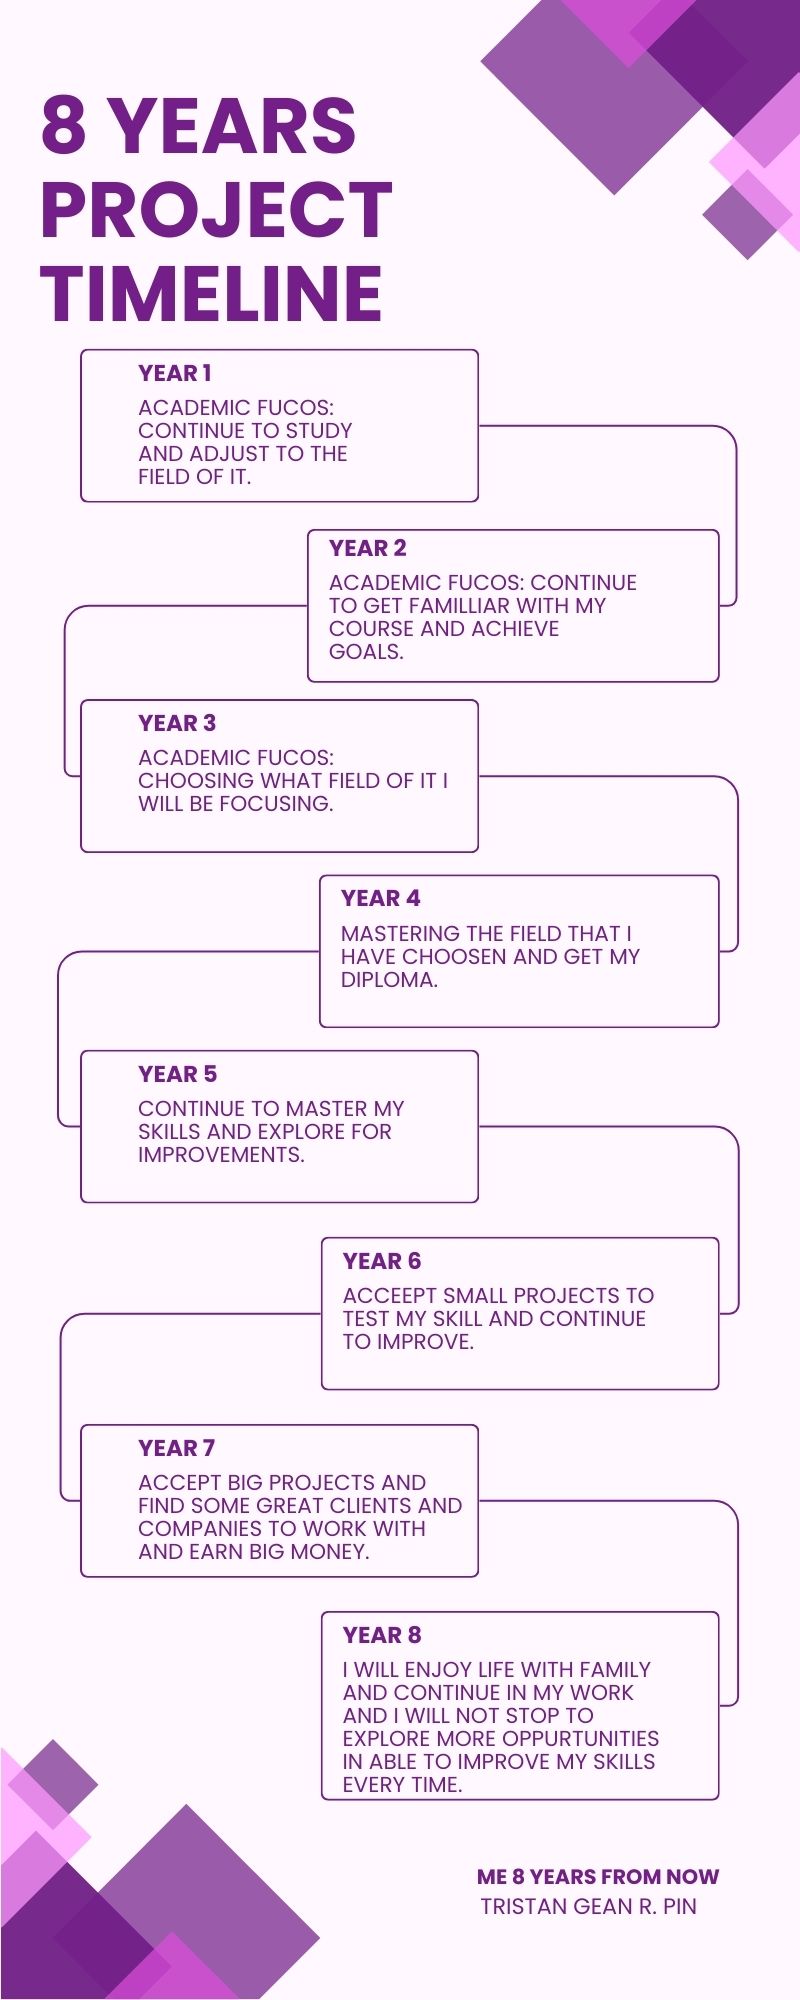 8 YEARS
PROJECT
TIMELINE
YEAR 1
ACADEMIC FUCOS:
CONTINUE TO STUDY
AND ADJUST TO THE
FIELD OF IT.
YEAR 2
ACADEMIC FUCOS: CONTINUE
TO GET FAMILLIAR WITH MY
COURSE AND ACHIEVE
GOALS.
YEAR 3
ACADEMIC FUCOS:
CHOOSING WHAT FIELD OF IT I
WILL BE FOCUSING.
YEAR 4
MASTERING THE FIELD THAT I
HAVE CHOOSEN AND GET MY
DIPLOMA.
YEAR 5
CONTINUE TO MASTER MY
SKILLS AND EXPLORE FOR
IMPROVEMENTS.
YEAR 6
ACCEEPT SMALL PROJECTS TO
TEST MY SKILL AND CONTINUE
TO IMPROVE.
YEAR 7
ACCEPT BIG PROJECTS AND
FIND SOME GREAT CLIENTS AND
COMPANIES TO WORK WITH
AND EARN BIG MONEY.
YEAR 8
I WILL ENJOY LIFE WITH FAMILY
AND CONTINUE IN MY WORK
AND I WILL NOT STOP TO
EXPLORE MORE OPPURTUNITIES
IN ABLE TO IMPROVE MY SKILLS
EVERY TIME.
ME 8 YEARS FROM NOW
TRISTAN GEAN R. PIN